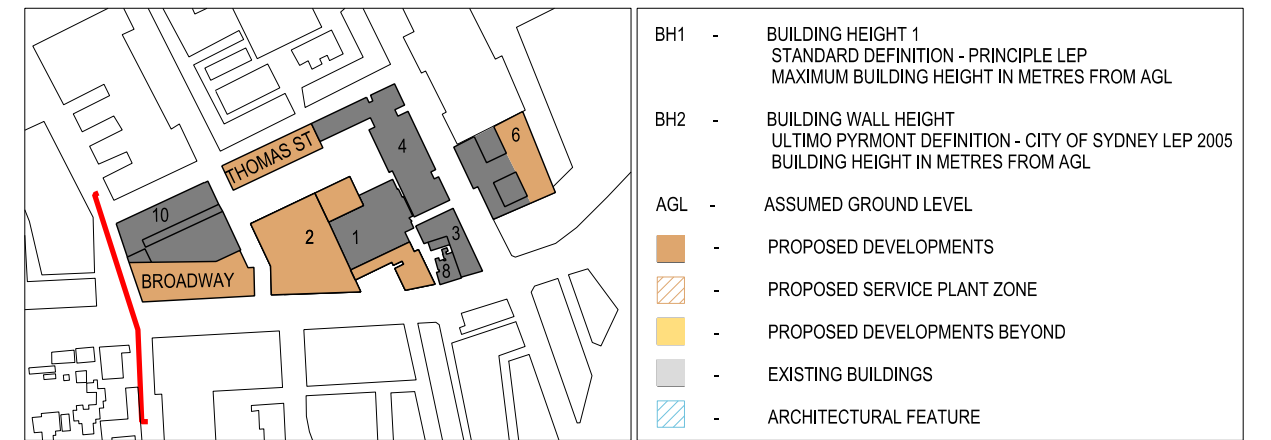 THOMAS ST
4
6
10
2
1
3
8
BROADWAY
BH1 - BUILDING HEIGHT 1
STANDARD DEFINITION - PRINCIPLE LEP
MAXIMUM BUILDING HEIGHT IN METRES FROM AGL
BH2 - BUILDING WALL HEIGHT
ULTIMO PYRMONT DEFINITION - CITY OF SYDNEY LEP 2005
BUILDING HEIGHT IN METRES FROM AGL
AGL - ASSUMED GROUND LEVEL
- PROPOSED DEVELOPMENTS
- PROPOSED SERVICE PLANT ZONE
- PROPOSED DEVELOPMENTS BEYOND
- EXISTING BUILDINGS
- ARCHITECTURAL FEATURE